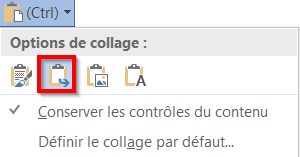 (Ctrl)
Options de collage :
A
Conserver les contrôles du contenu
Définir le collage par défaut...